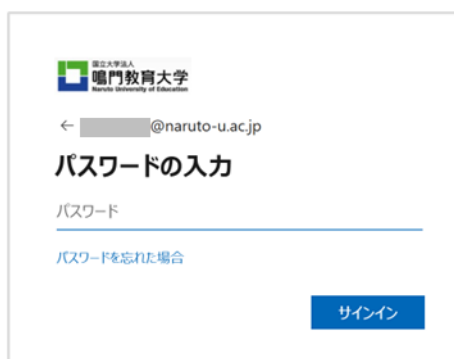 国立大学法人
鳴門教育大学
Naruto University of Education
← @naruto-u.ac.jp
パスワードの入力
パスワード
パスワードを忘れた場合
サインイン